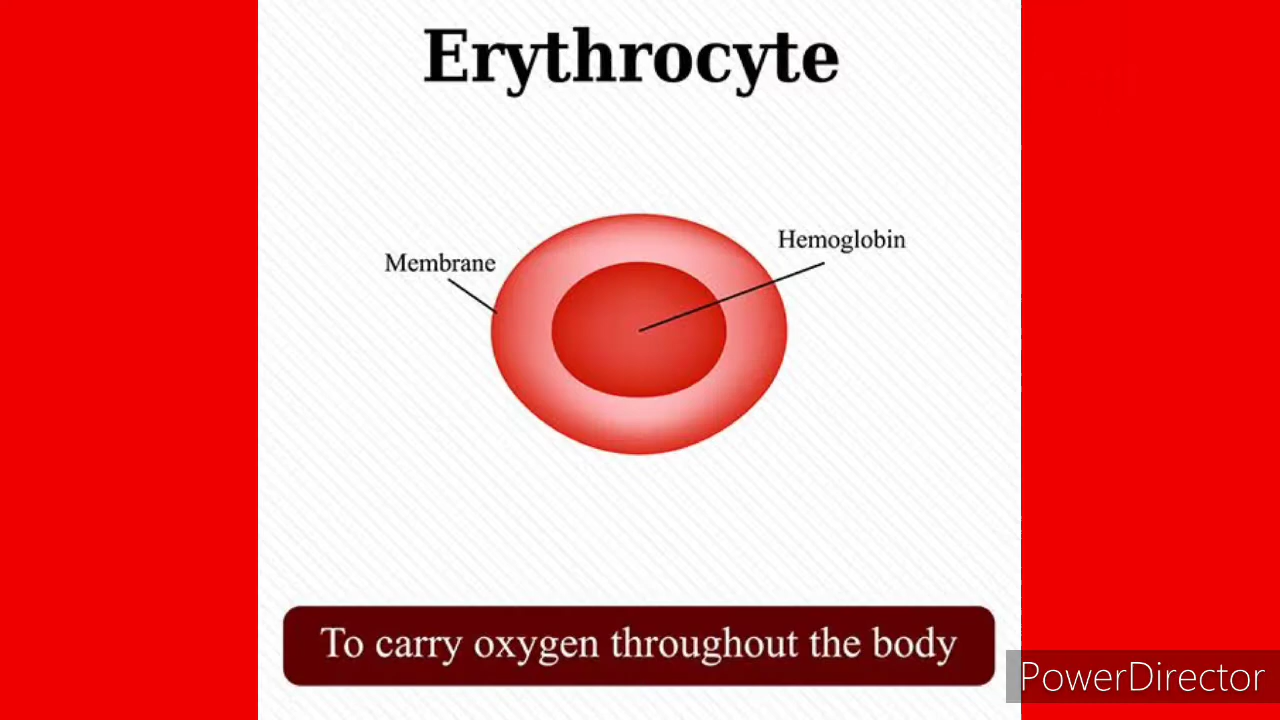 Erythrocyte
Hemoglobin
Membrane
To carry oxygen throughout the body
PowerDirector